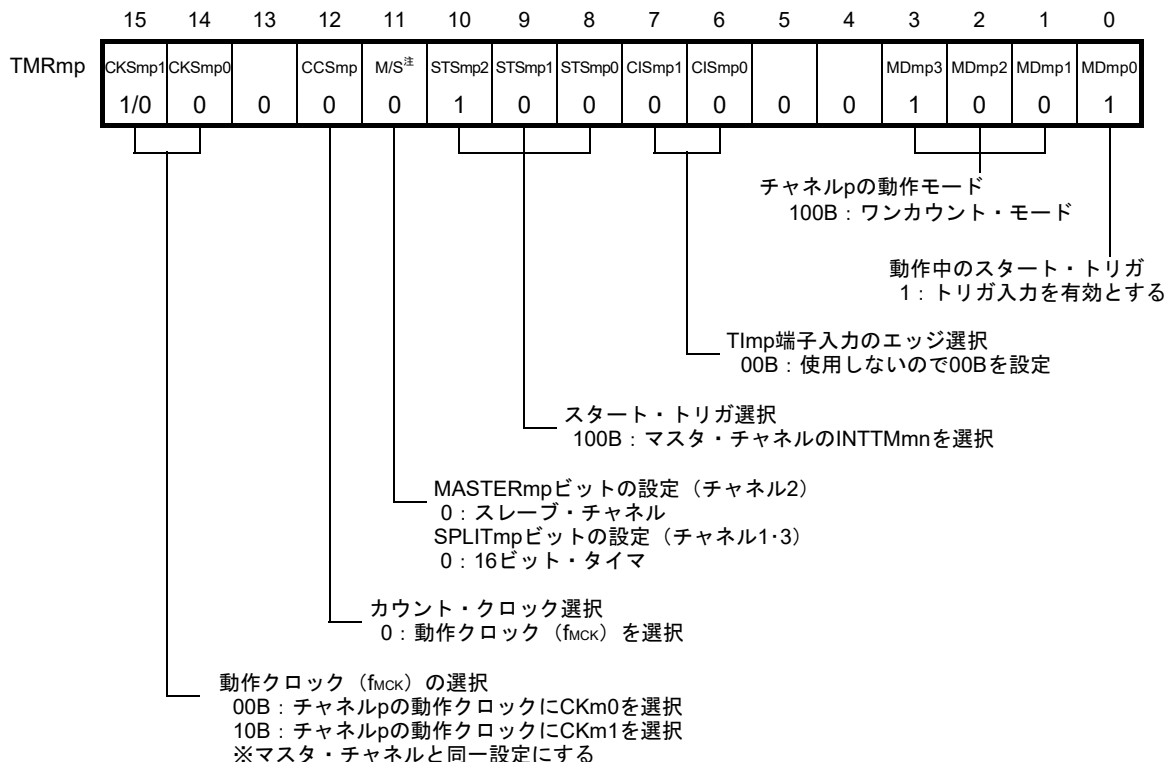 15 14 13 12 11 10 9 8 7 6 5 4 3 2 1 0
TMRmp CKSmp1 CKSmp0 CCSmp M/S注 STSmp2 STSmp1 STSmp0 CISmp1 CISmp0 MDmp3 MDmp2 MDmp1 MDmp0
1/0 0 0 0 0 1 0 0 0 0 0 0 1 0 0 1
チャネルpの動作モード
100B：ワンカウント・モード
動作中のスタート・トリガ
1：トリガ入力を有効とする
TImp端子入力のエッジ選択
00B：使用しないので00Bを設定
スタート・トリガ選択
100B：マスタ・チャネルのINTTMmnを選択
MASTERmpビットの設定（チャネル2）
0：スレーブ・チャネル
SPLITmpビットの設定（チャネル1･3）
0：16ビット・タイマ
カウント・クロック選択
0：動作クロック（fMCK）を選択
動作クロック（fMCK）の選択
00B：チャネルpの動作クロックにCKm0を選択
10B：チャネルpの動作クロックにCKm1を選択
※マスタ・チャネルと同一設定にする